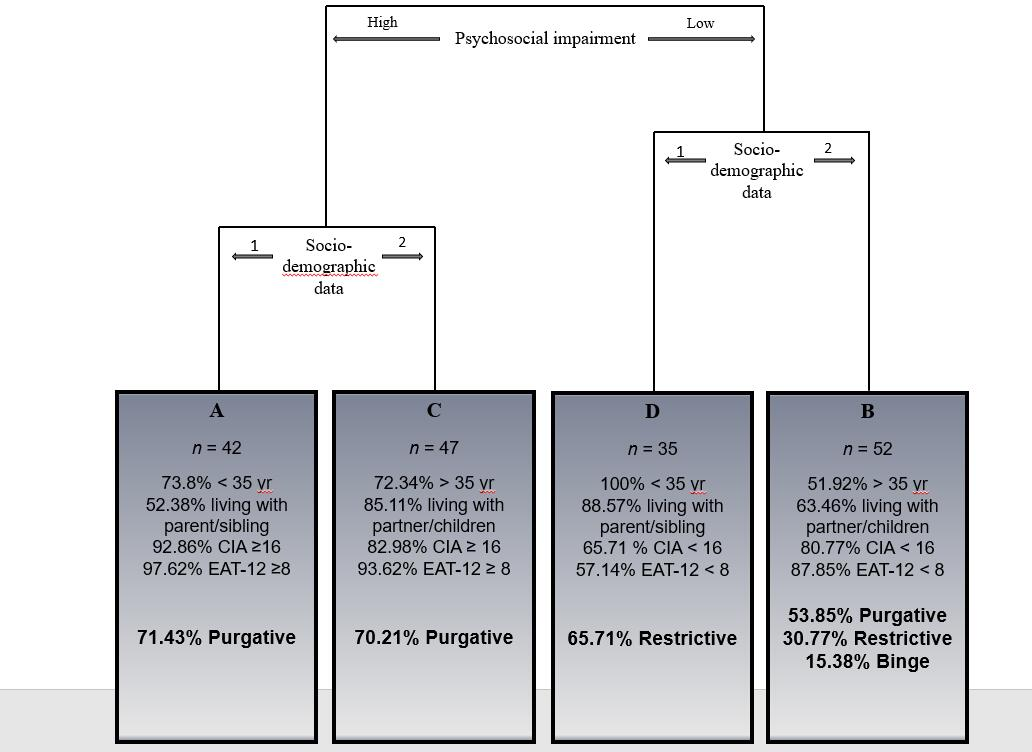 High
Low
Psychosocial impairment
1
Socio-
demographic
data
2
1
Socio-
demographic
data
2
A
n = 42
73.8% < 35 yr
52.38% living with
parent/sibling
92.86% CIA ≥16
97.62% EAT-12 ≥8
71.43% Purgative
C
n = 47
72.34% > 35 yr
85.11% living with
partner/children
82.98% CIA ≥ 16
93.62% EAT-12 ≥ 8
70.21% Purgative
D
n = 35
100% < 35 yr
88.57% living with
parent/sibling
65.71 % CIA < 16
57.14% EAT-12 < 8
65.71% Restrictive
B
n = 52
51.92% > 35 yr
63.46% living with
partner/children
80.77% CIA < 16
87.85% EAT-12 < 8
53.85% Purgative
30.77% Restrictive
15.38% Binge